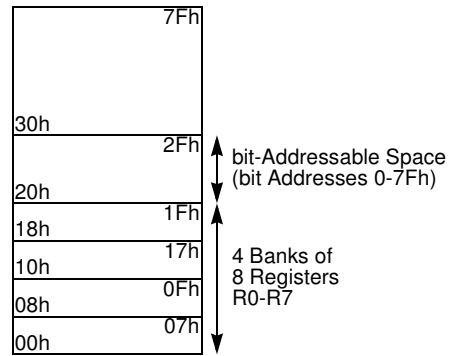 7Fh
30h
2Fh
bit-Addressable Space
(bit Addresses 0-7Fh)
20h
1Fh
18h
17h
4 Banks of
8 Registers
R0-R7
10h
0Fh
08h
07h
00h